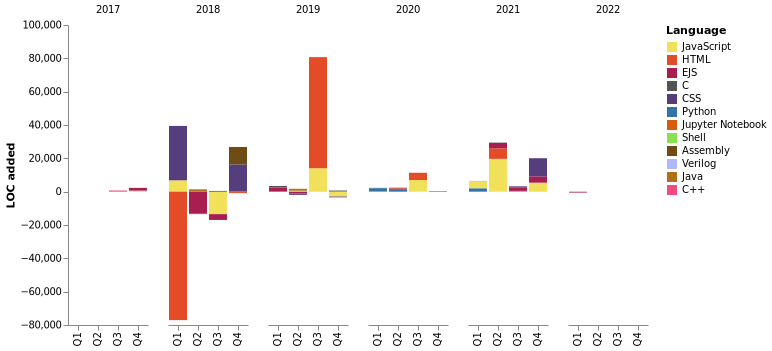 2017 2018 2019 2020 2021 2022
Language
JavaScript
HTML
EJS
C
CSS
Python
Jupyter Notebook
Shell
Assembly
Verilog
Java
C++
LOC added
100,000
80,000
60,000
40,000
20,000
0
−20,000
−40,000
−60,000
−80,000
Q1 Q2 Q3 Q4 Q1 Q2 Q3 Q4 Q1 Q2 Q3 Q4 Q1 Q2 Q3 Q4 Q1 Q2 Q3 Q4 Q1 Q2 Q3 Q4